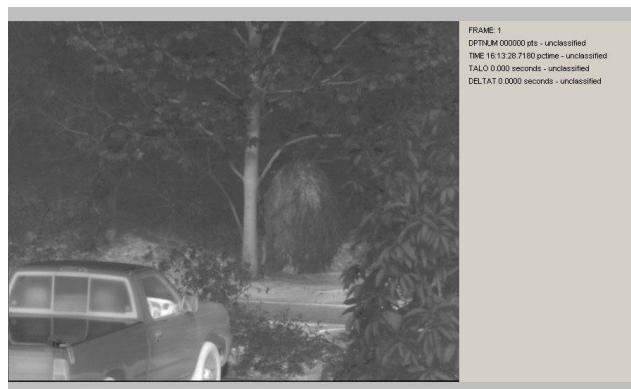 FRAME: 1
DPTNUM 000000 pts - unclassified
TIME 16:13:28.7180 pctime - unclassified
TALO 0.000 seconds - unclassified
DELTAT 0.0000 seconds - unclassified